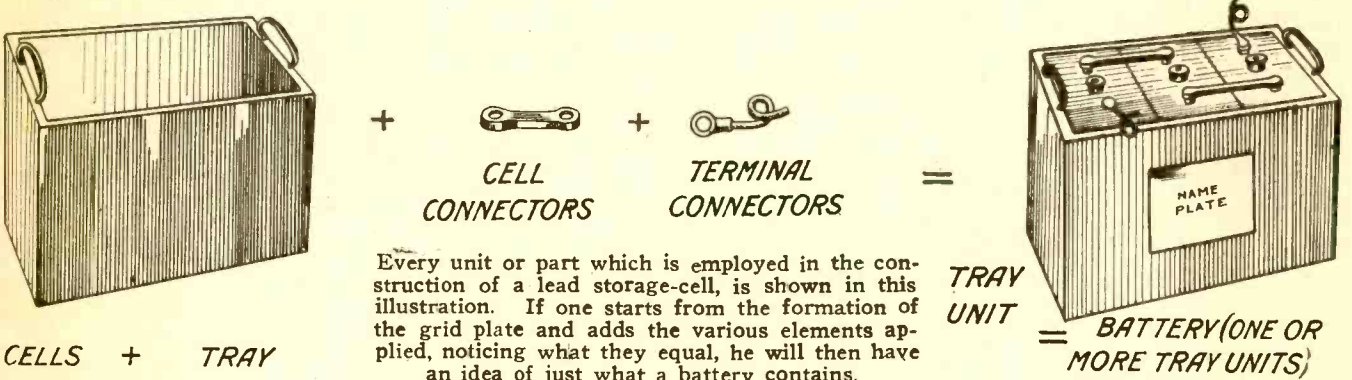 CELLS + TRAY
+
CELL
CONNECTORS
+
TERMINAL
CONNECTORS
=
TRAY
UNIT
NAME
PLATE
= BATTERY (ONE OR
MORE TRAY UNITS)
Every unit or part which is employed in the con-
struction of a lead storage-cell, is shown in this
illustration. If one starts from the formation of
the grid plate and adds the various elements ap-
plied, noticing what they equal, he will then have
an idea of just what a battery contains.